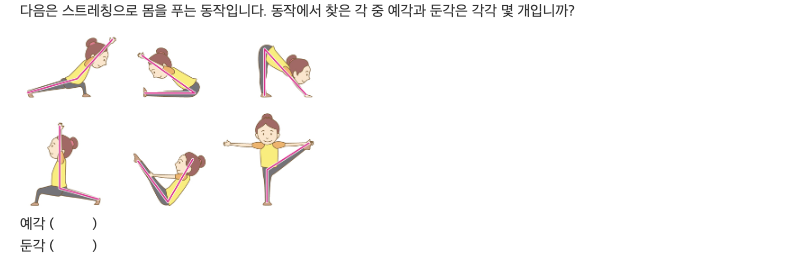 다음은 스트레칭으로 몸을 푸는 동작입니다. 동작에서 찾은 각 중 예각과 둔각은 각각 몇 개입니까?
예각 (        )
둔각 (        )